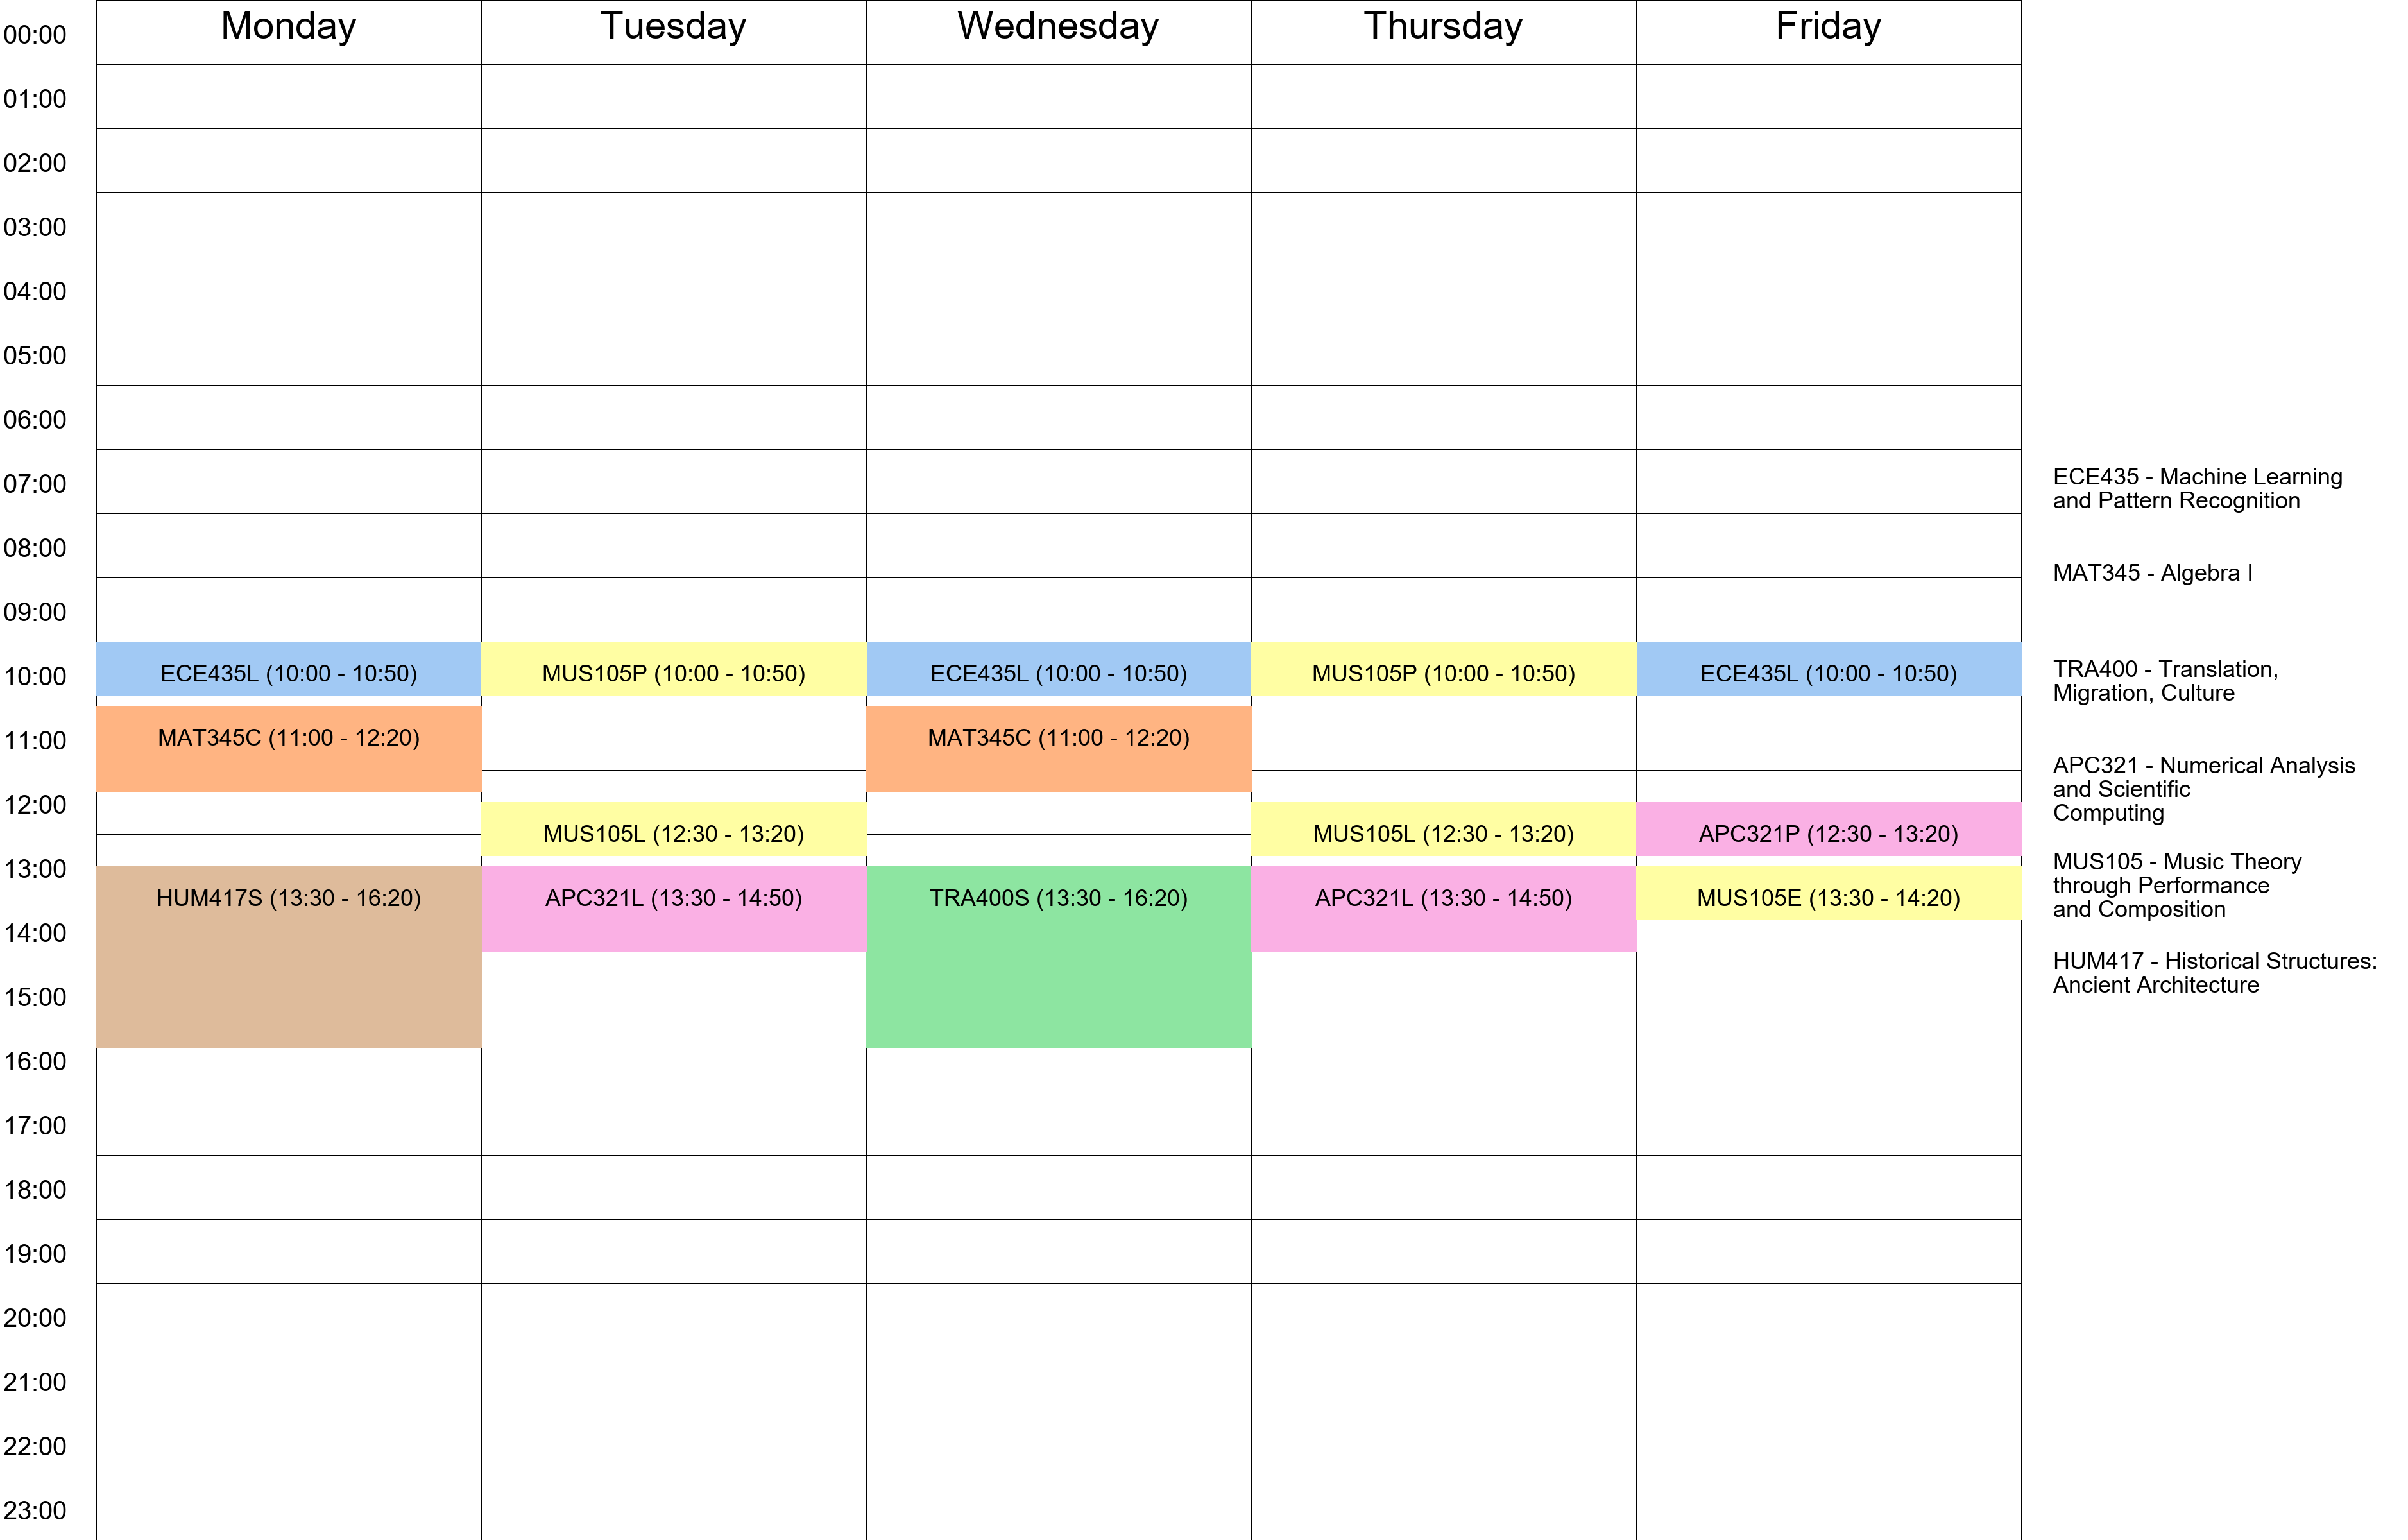 Monday Tuesday Wednesday Thursday Friday
00:00
01:00
02:00
03:00
04:00
05:00
06:00
07:00
08:00
09:00
10:00 ECE435L (10:00 - 10:50) MUS105P (10:00 - 10:50) ECE435L (10:00 - 10:50) MUS105P (10:00 - 10:50) ECE435L (10:00 - 10:50)
11:00 MAT345C (11:00 - 12:20) MAT345C (11:00 - 12:20)
12:00
MUS105L (12:30 - 13:20) MUS105L (12:30 - 13:20) APC321P (12:30 - 13:20)
13:00
HUM417S (13:30 - 16:20) APC321L (13:30 - 14:50) TRA400S (13:30 - 16:20) APC321L (13:30 - 14:50) MUS105E (13:30 - 14:20)
14:00
15:00
16:00
17:00
18:00
19:00
20:00
21:00
22:00
23:00
ECE435 - Machine Learning
and Pattern Recognition
MAT345 - Algebra I
TRA400 - Translation,
Migration, Culture
APC321 - Numerical Analysis
and Scientific
Computing
MUS105 - Music Theory
through Performance
and Composition
HUM417 - Historical Structures:
Ancient Architecture